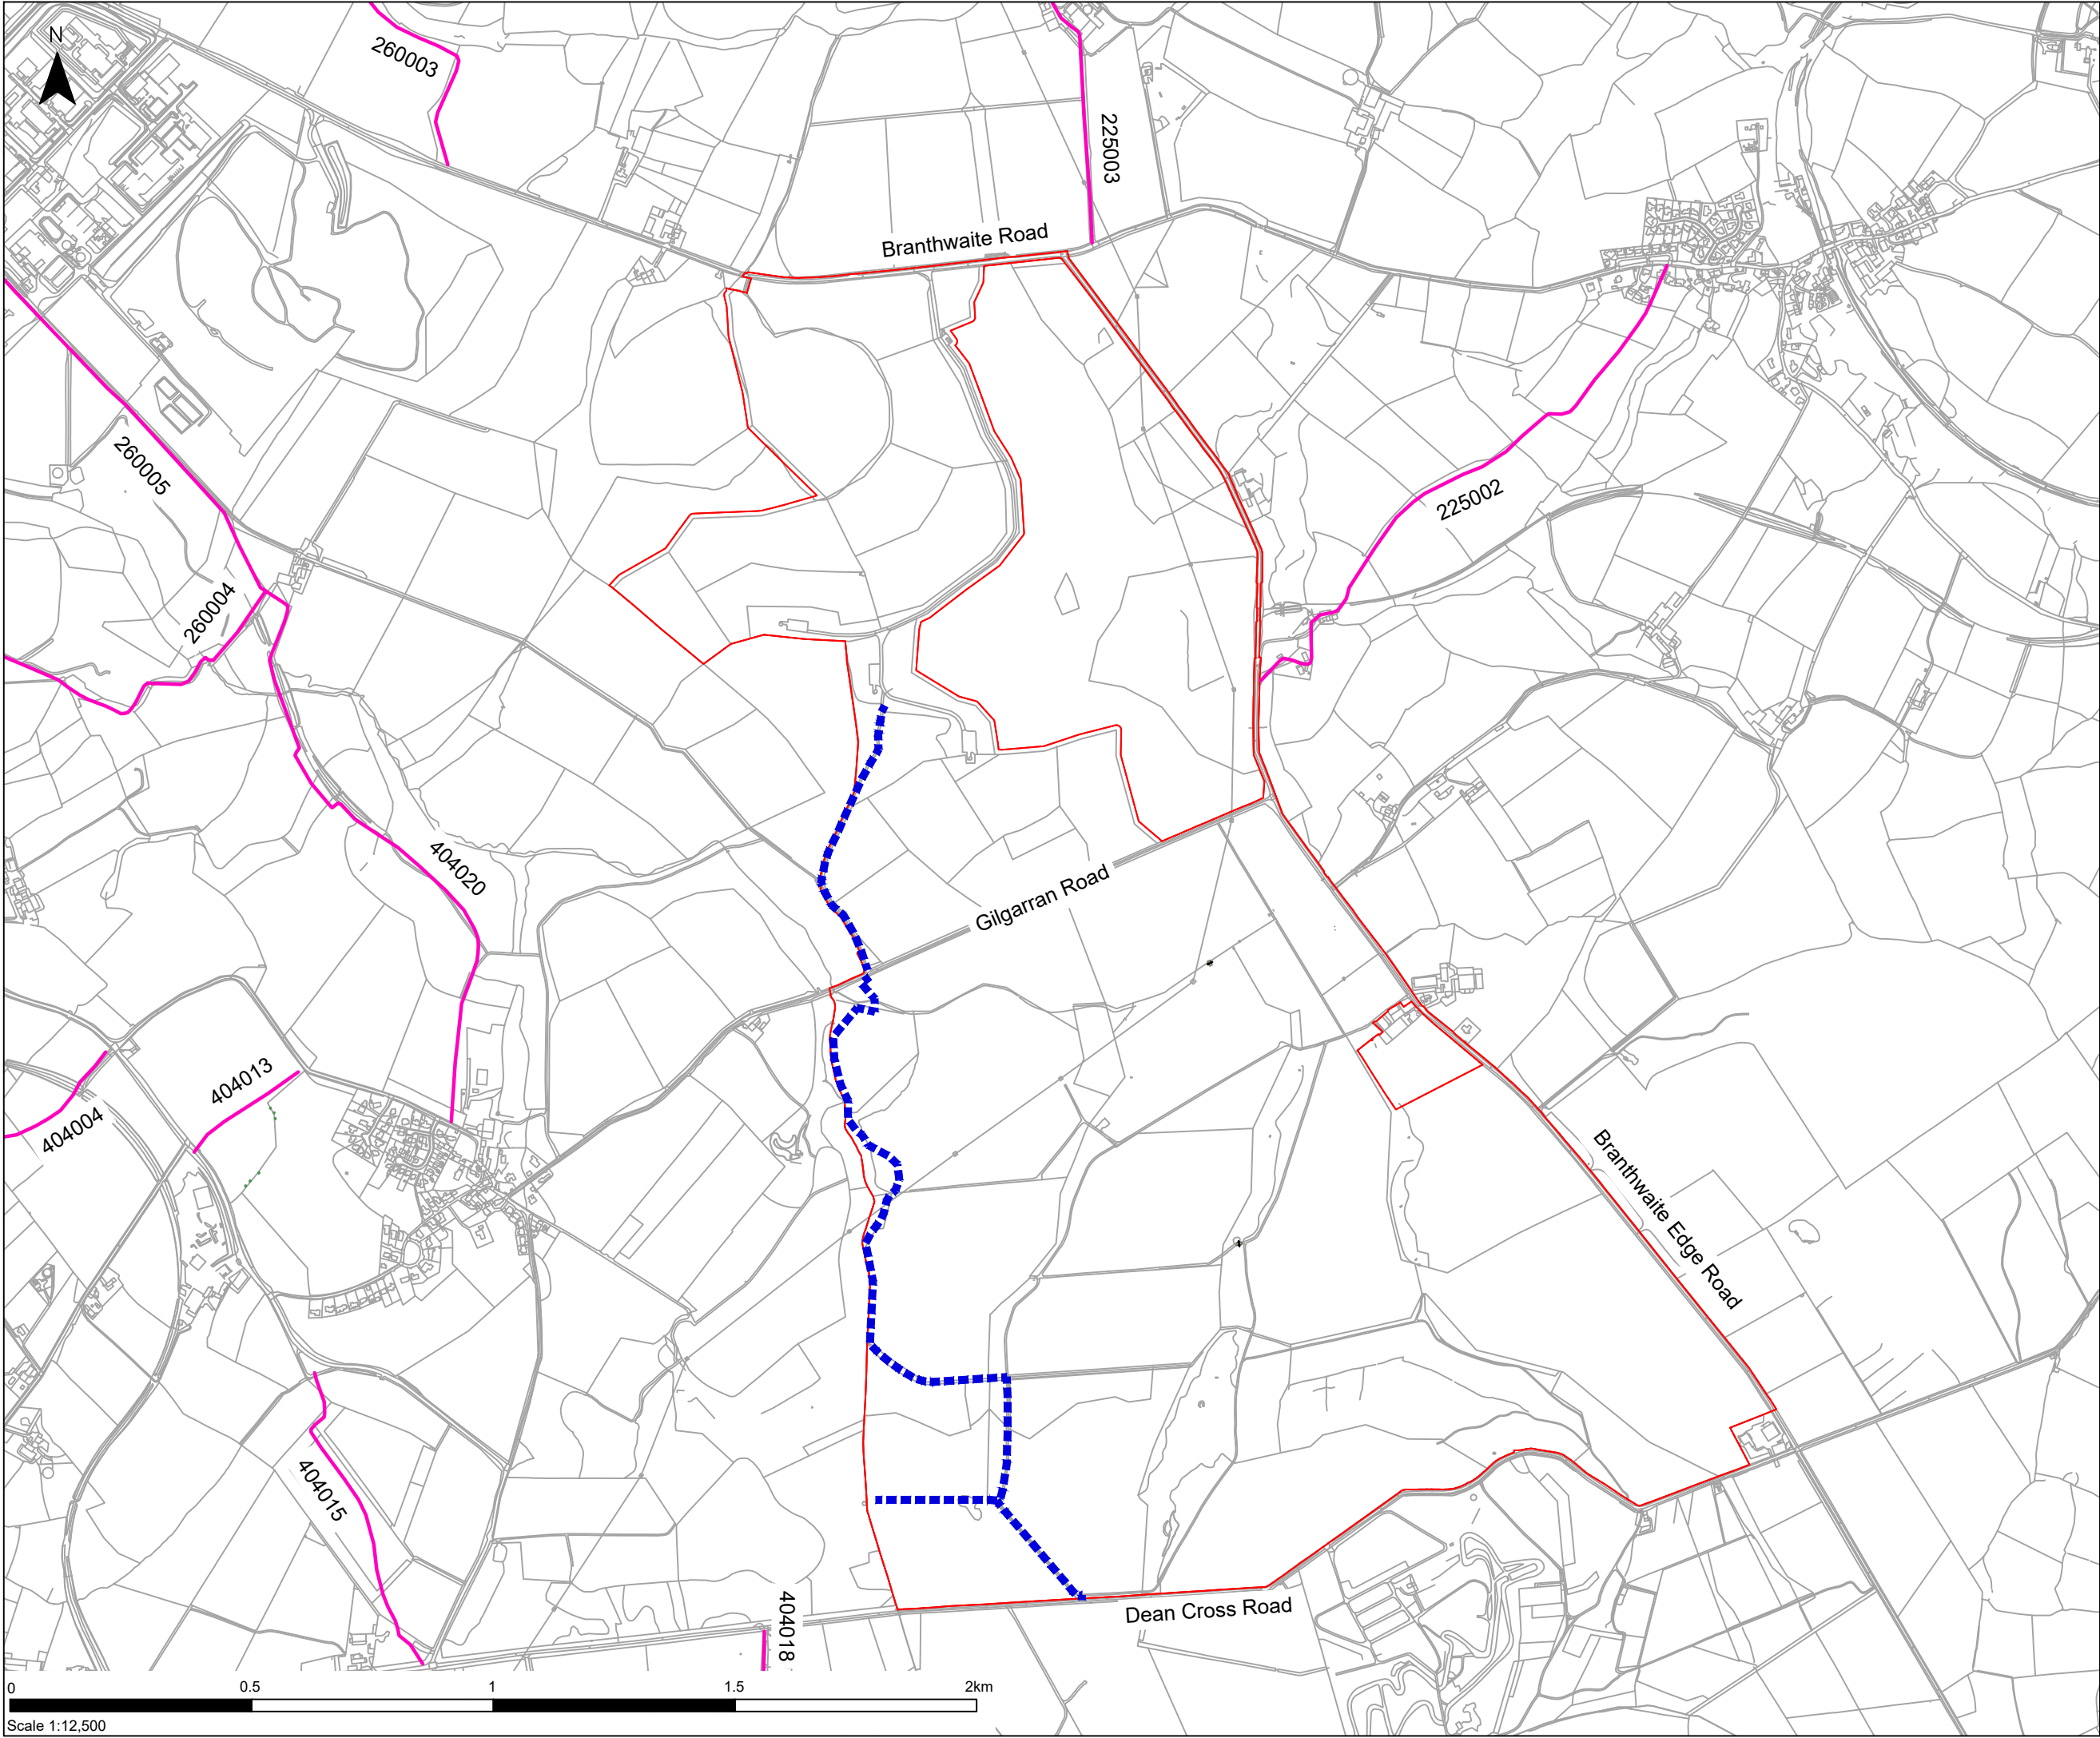 N
260003
225003
Branthwaite Road
260005
225002
260004
404020
Gilgarran Road
404013
404004
Branthwaite Edge Road
404015
404018
Dean Cross Road
0 0.5 1 1.5 2km
Scale 1:12,500